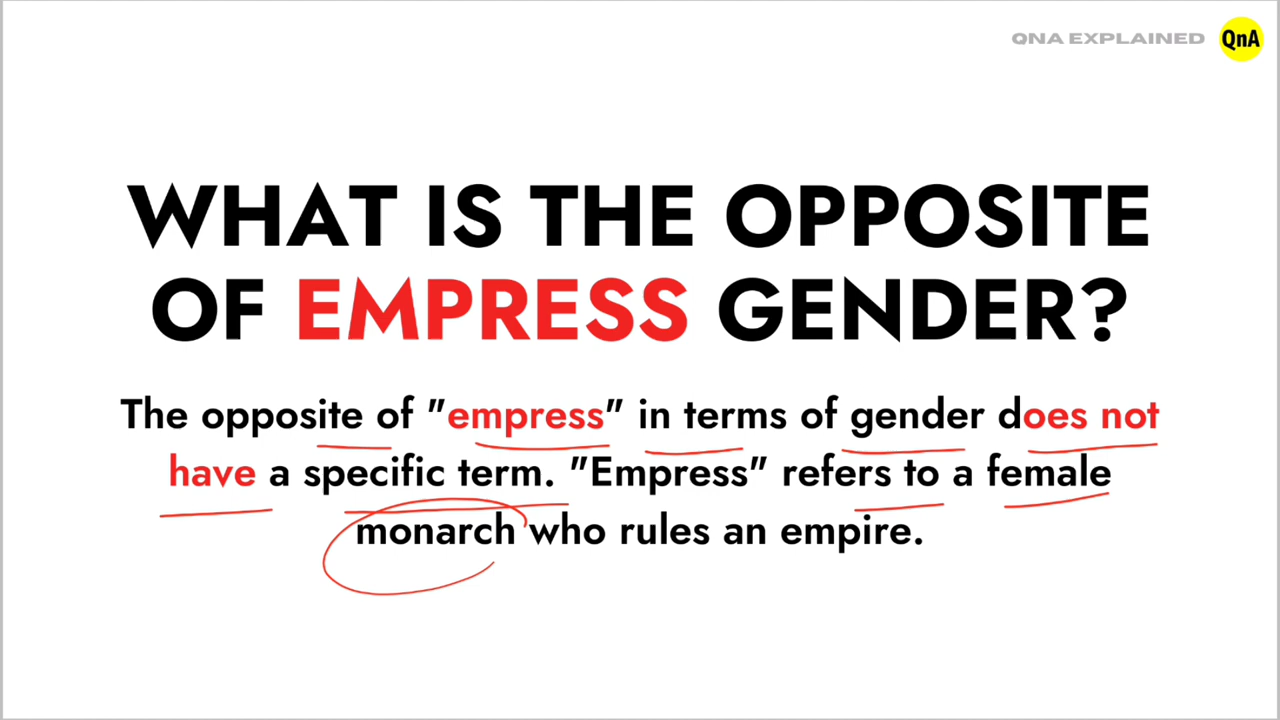 QNA EXPLAINED QnA
WHAT IS THE OPPOSITE
OF EMPRESS GENDER?
The opposite of "empress" in terms of gender does not
have a specific term. "Empress" refers to a female
monarch who rules an empire.